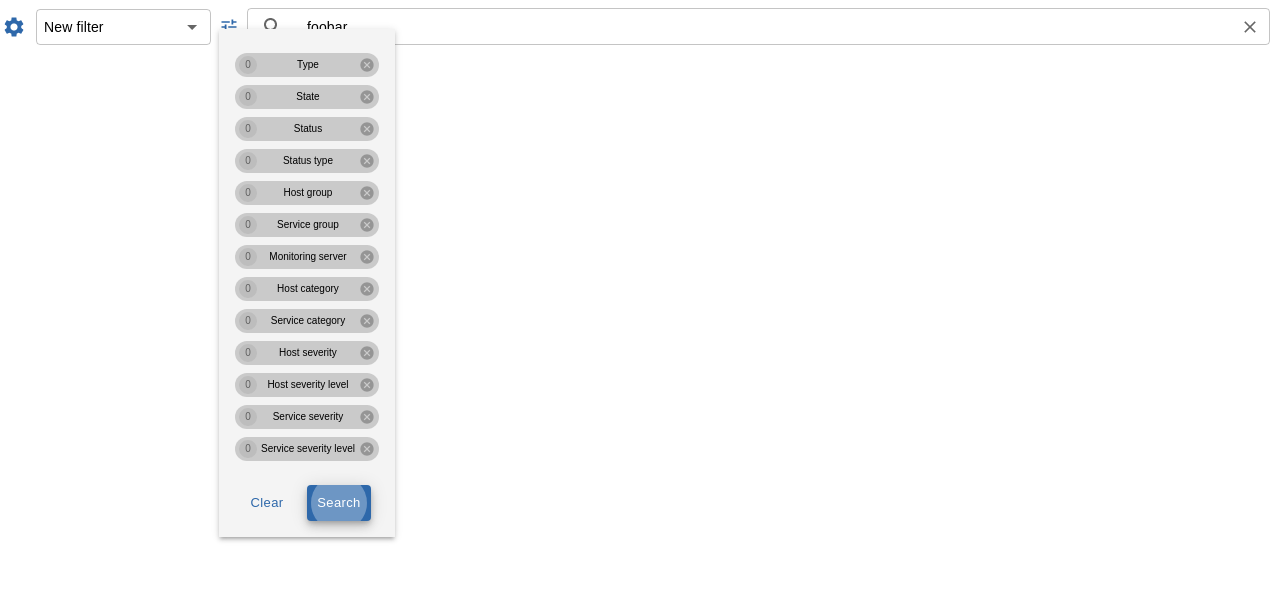 New filter
foobar
0 Type
0 State
0 Status
0 Status type
0 Host group
0 Service group
0 Monitoring server
0 Host category
0 Service category
0 Host severity
0 Host severity level
0 Service severity
0 Service severity level
Clear Search